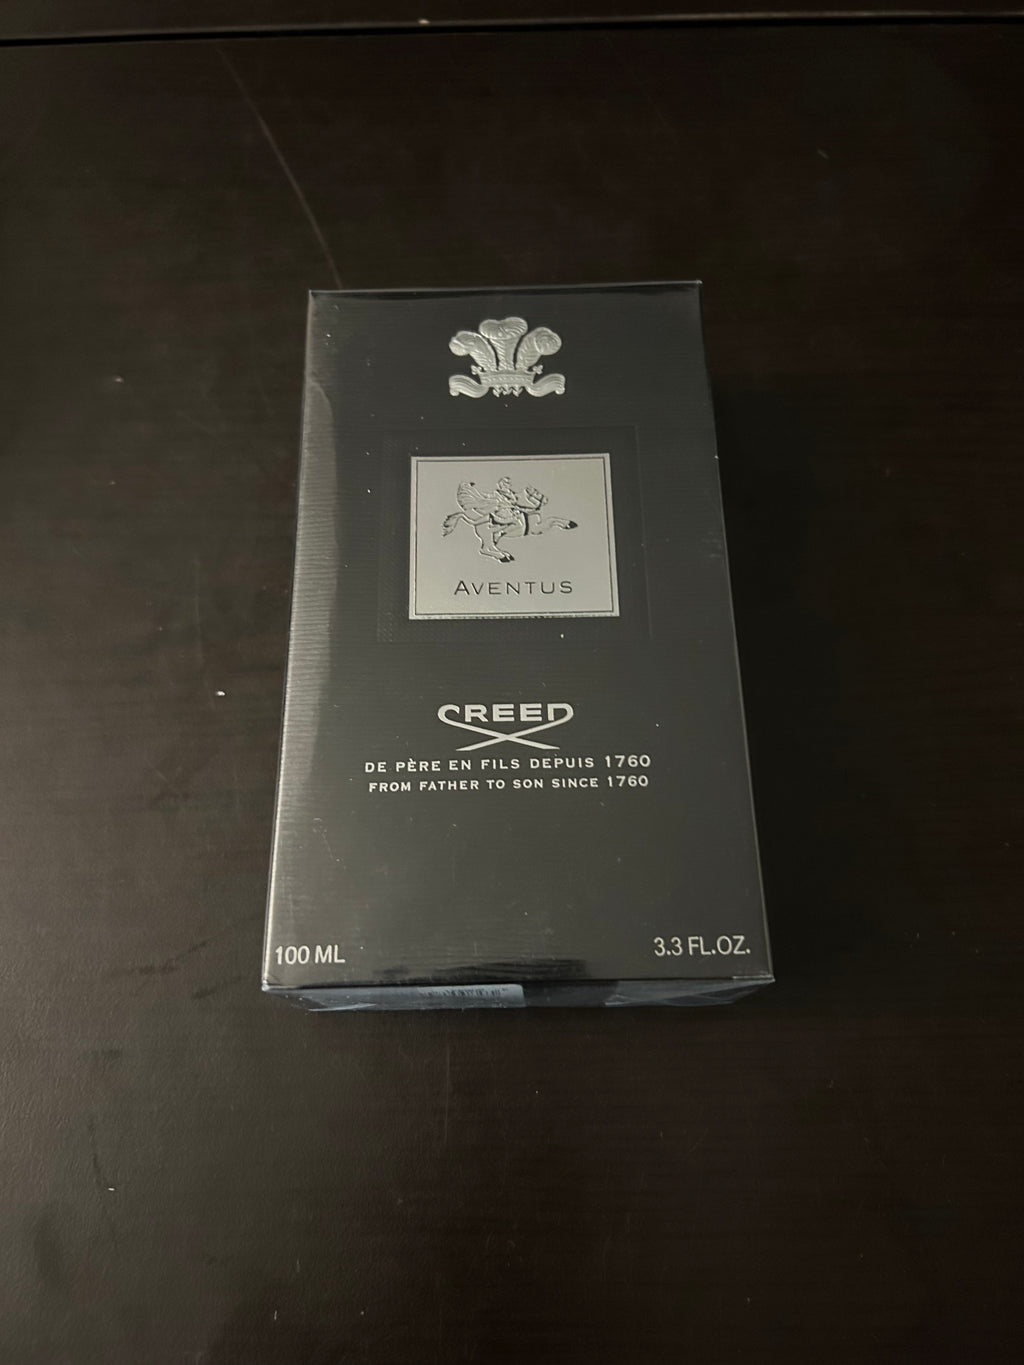 AVENTUS
CREED
DE PÈRE EN FILS DEPUIS 1760
FROM FATHER TO SON SINCE 1760
100 ML
3.3 FL.OZ.